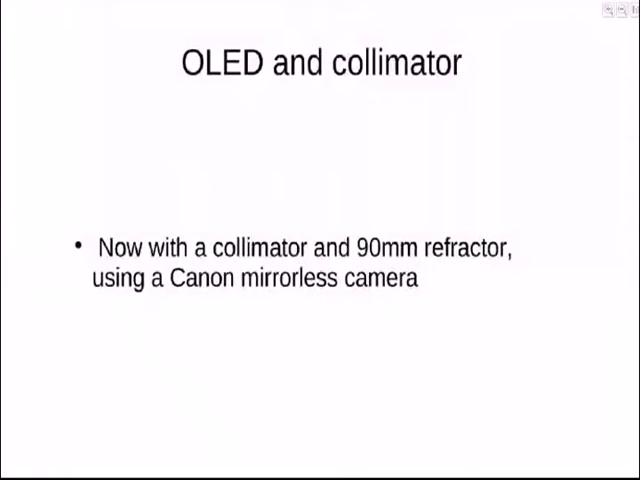 OLED and collimator
• Now with a collimator and 90mm refractor,
using a Canon mirrorless camera